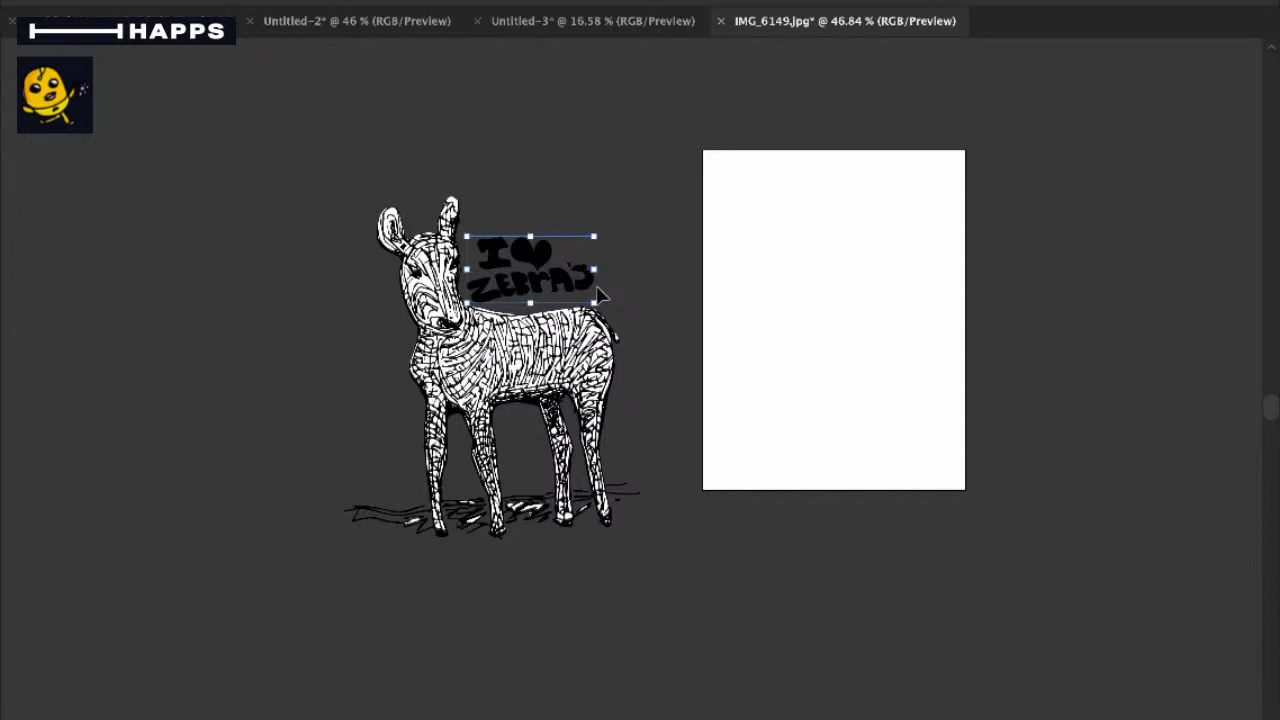 Untitled-2* @ 46 % (RGB/Preview)
Untitled-3* @ 16.58 % (RGB/Preview)
IMG_6149.jpg* @ 46.84 % (RGB/Preview)
HAPPS
I ♥
ZEBrA'S